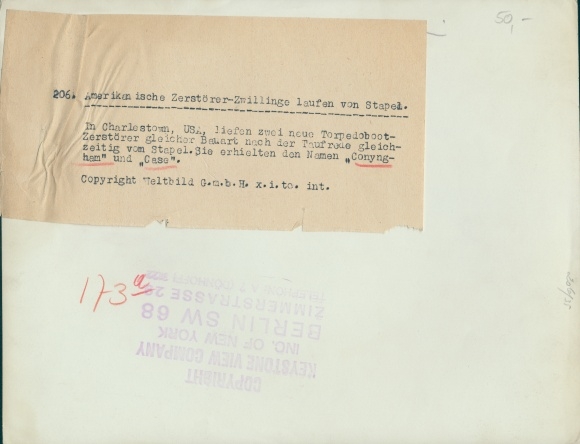 50,-
206. Amerikanische Zerstörer-Zwillinge laufen von Stapel.
In Charlestown, USA, liefen zwei neue Torpedoboot-
Zerstörer gleicher Bauart nach der Taufrede gleich-
zeitig vom Stapel. Sie erhielten den Namen „Conyng-
ham" und „Case".
Copyright Weltbild G.m.b.H. x.i.to. int.
173a
COPYRIGHT
KEYSTONE VIEW COMPANY
INC. OF NEW YORK
BERLIN SW 68
ZIMMERSTRASSE 28